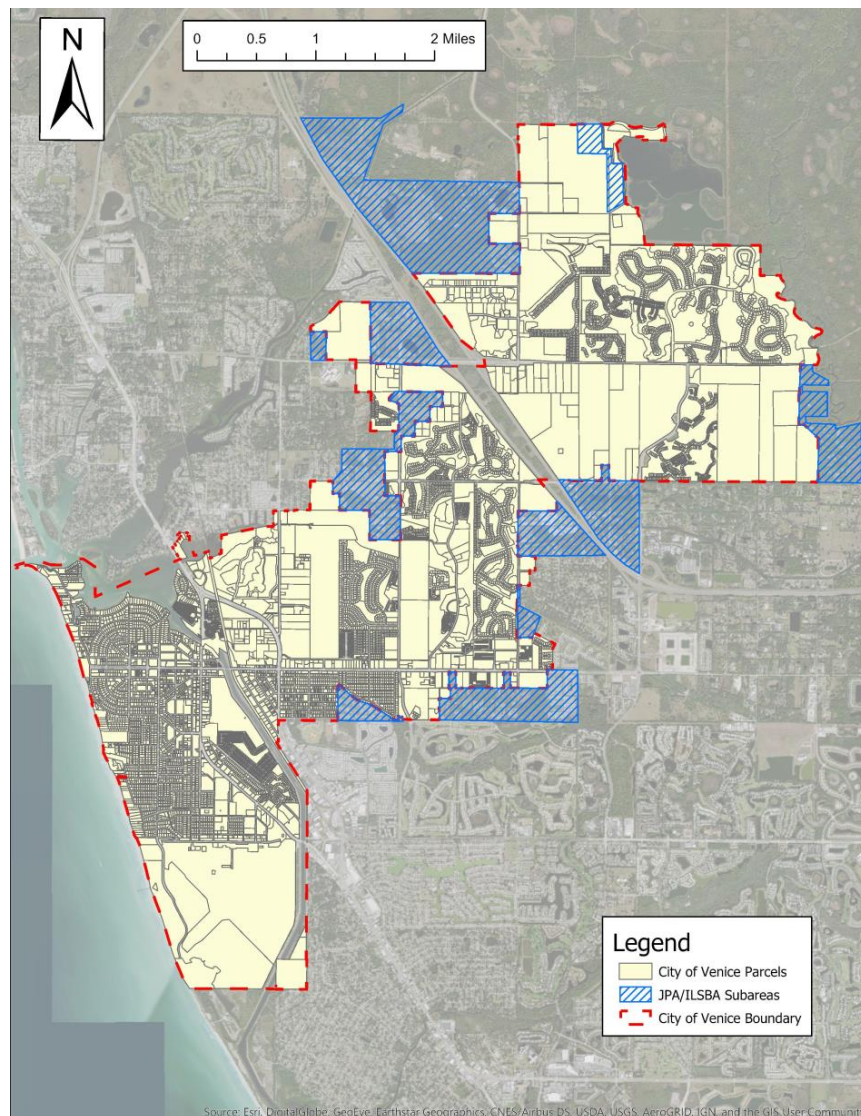 N
0 0.5 1 2 Miles
Legend
City of Venice Parcels
JPA/ILSBA Subareas
City of Venice Boundary
Source: Esri, DigitalGlobe, GeoEye, Earthstar Geographics, CNES/Airbus DS, USDA, USGS, AeroGRID, IGN, and the GIS User Community